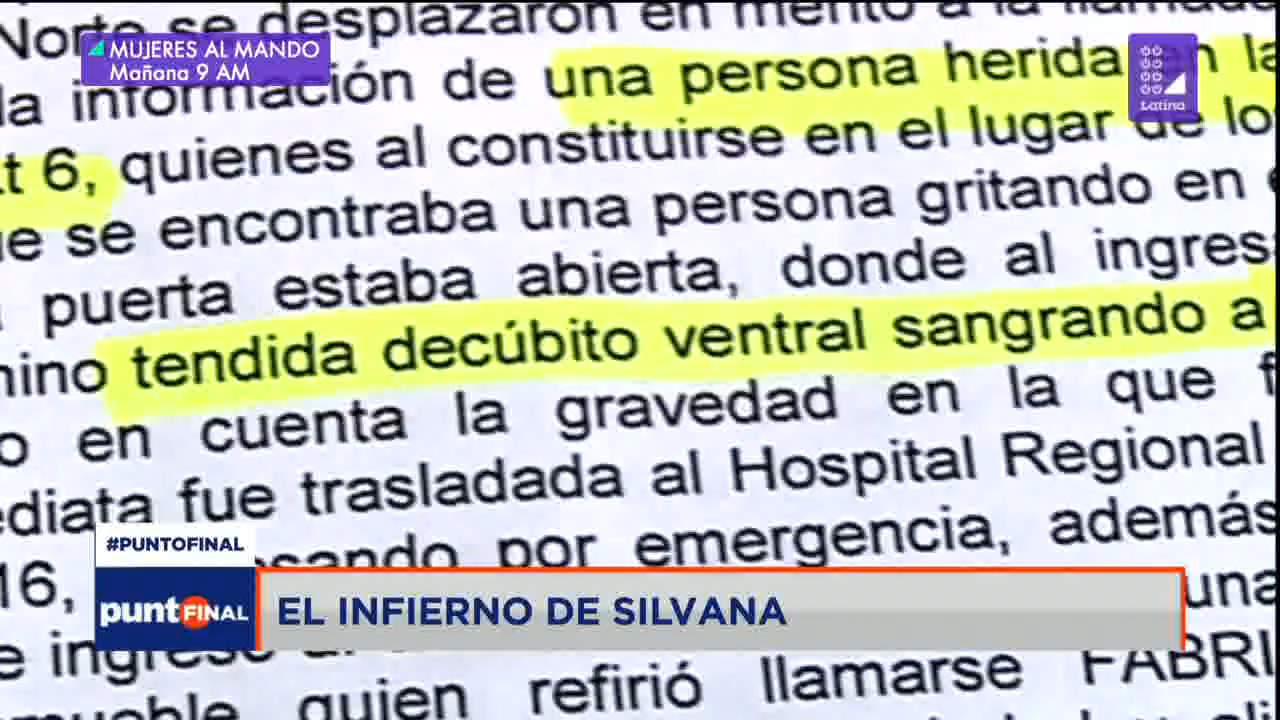 Norte se desplazaron en mérito a la llamada
MUJERES AL MANDO
Mañana 9 AM
Latina
la información de una persona herida en la
t 6, quienes al constituirse en el lugar de lo
se encontraba una persona gritando en
puerta estaba abierta, donde al ingres
tendida decúbito ventral sangrando a
o en cuenta la gravedad en la que f
ediata fue trasladada al Hospital Regional
16, por emergencia, además
#PUNTOFINAL
puntoFINAL
EL INFIERNO DE SILVANA
una
e ingresó
quien refirió llamarse FABRI